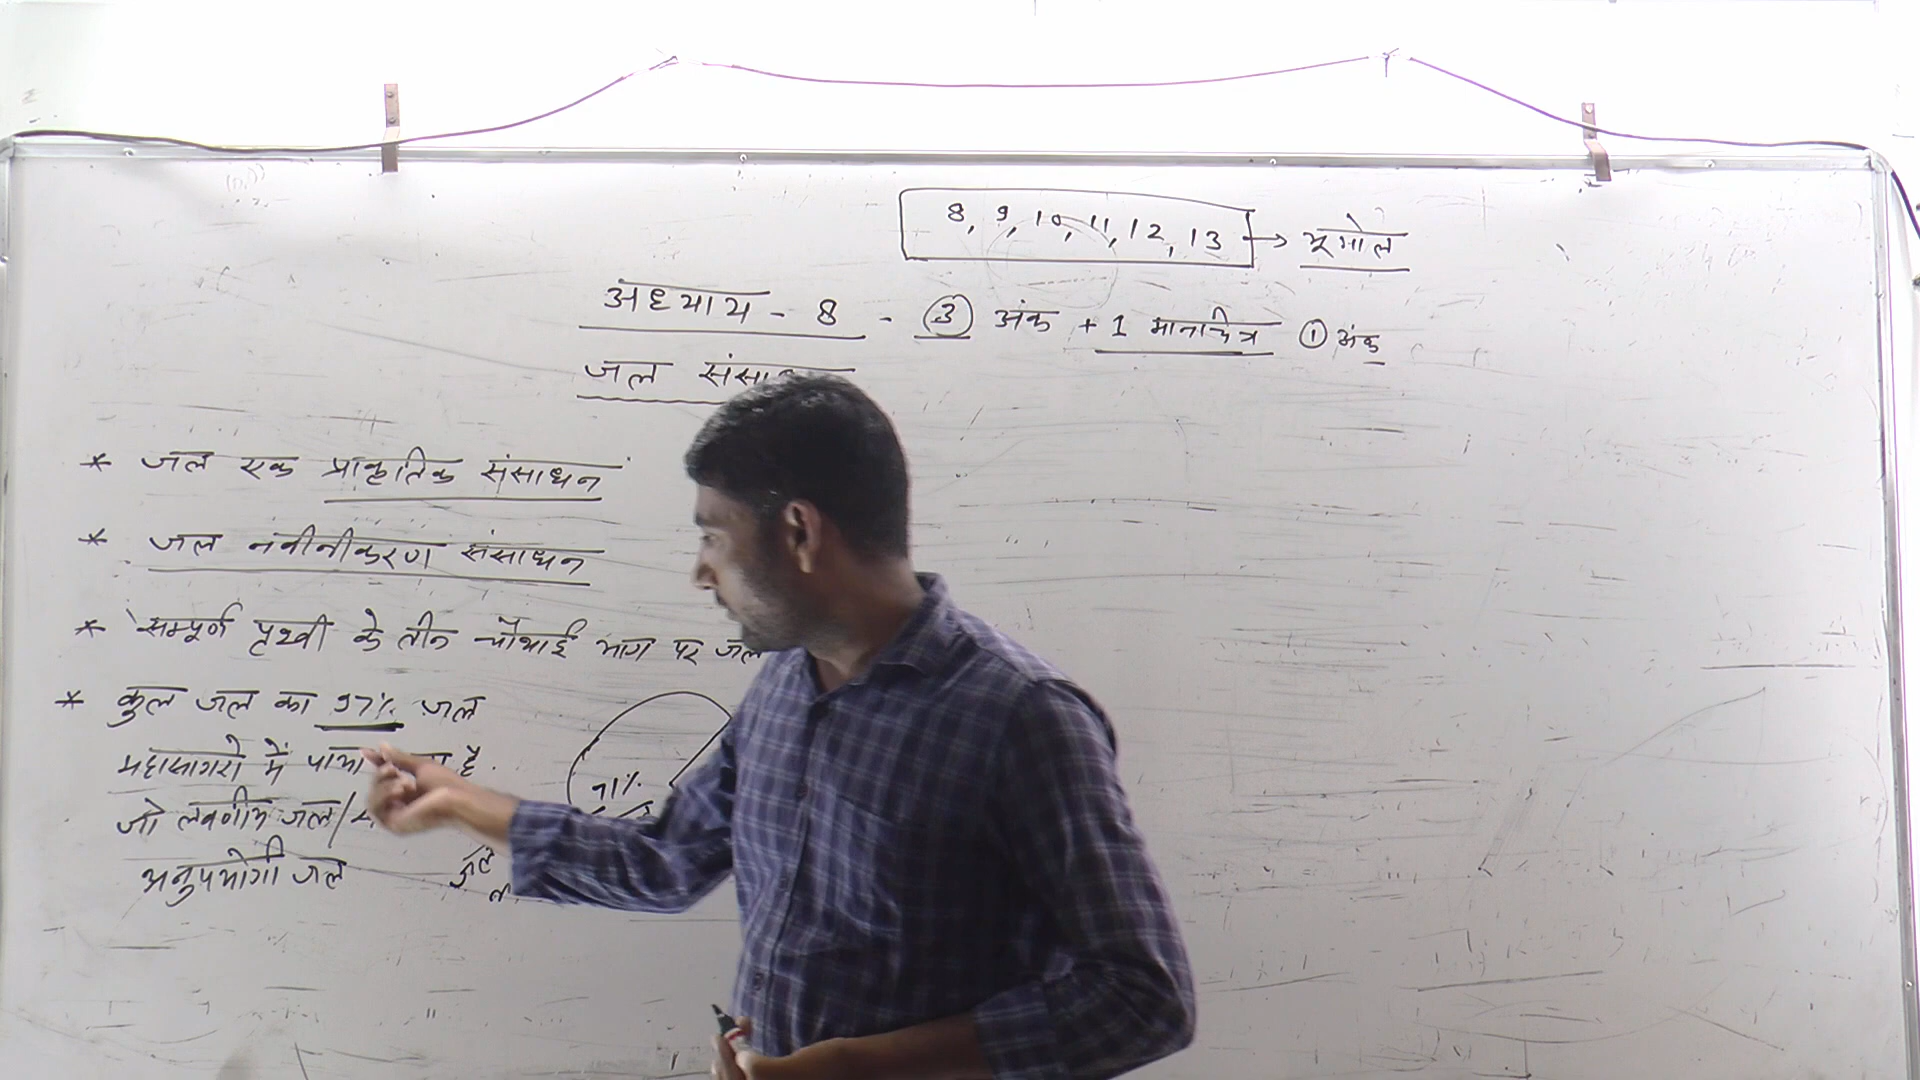 8, 9, 10, 11, 12, 13 → भूगोल
अध्याय - 8 - ③ अंक + 1 मानचित्र ① अंक
जल
* जल एक प्राकृतिक संसाधन
* जल नवीनीकरण संसाधन
* सम्पूर्ण पृथ्वी के तीन चौथाई भाग पर जल
* कुल जल का 97% जल
महासागरो में है.
जो लवणीय जल/
अनुपयोगी जल
71%